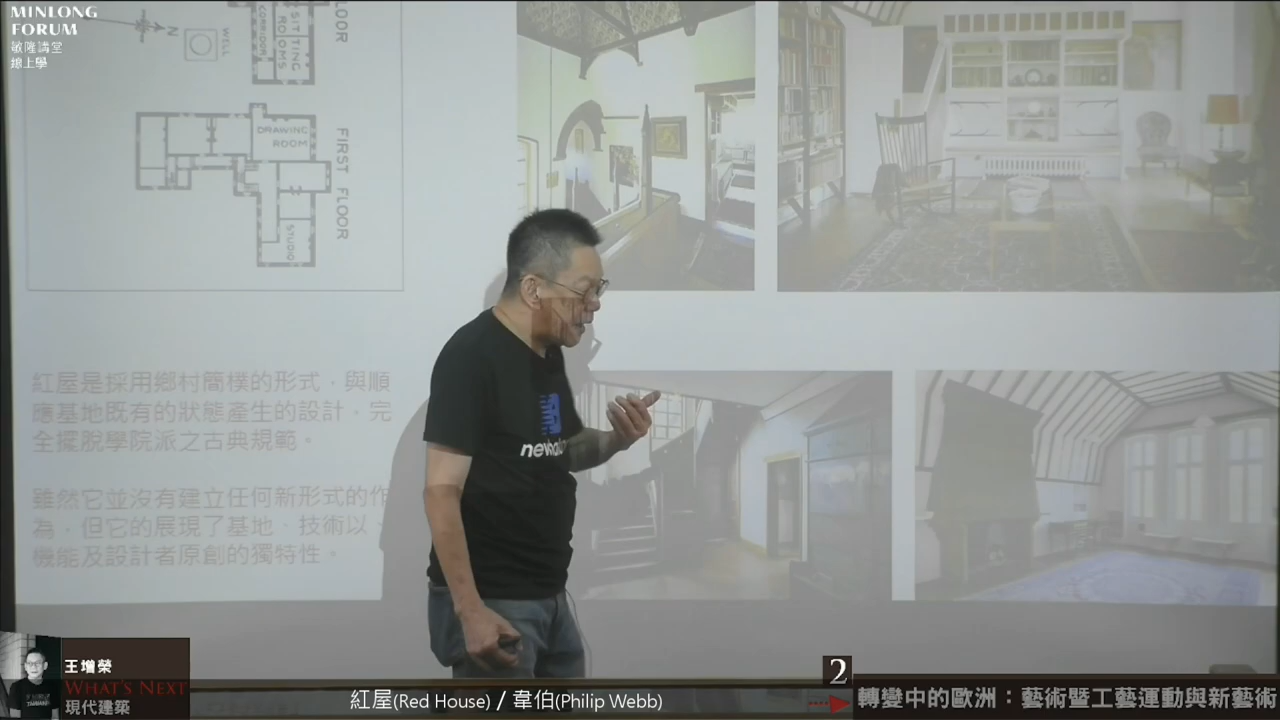 MINLONG
FORUM
敏隆講堂
線上學
N
WELL
CORRIDOR
SITTING
ROOMS
DRAWING
ROOM
FIRST FLOOR
STUDIO
紅屋是採用鄉村簡樸的形式，與順
應基地既有的狀態產生的設計，完
全擺脫學院派之古典規範。
雖然它並沒有建立任何新形式的作
為，但它的展現了基地、技術以、
機能及設計者原創的獨特性。
王增榮
WHAT'S NEXT
現代建築
紅屋(Red House) / 韋伯(Philip Webb)
2
轉變中的歐洲：藝術暨工藝運動與新藝術